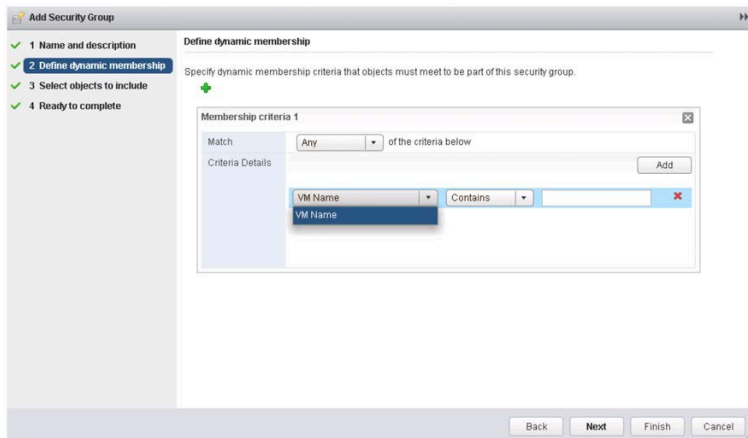 Add Security Group
1 Name and description
2 Define dynamic membership
3 Select objects to include
4 Ready to complete
Define dynamic membership
Specify dynamic membership criteria that objects must meet to be part of this security group.
Membership criteria 1
Match Any of the criteria below
Criteria Details
Add
VM Name Contains
VM Name
Back Next Finish Cancel